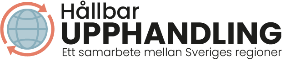 Hållbar
UPPHANDLING
Ett samarbete mellan Sveriges regioner